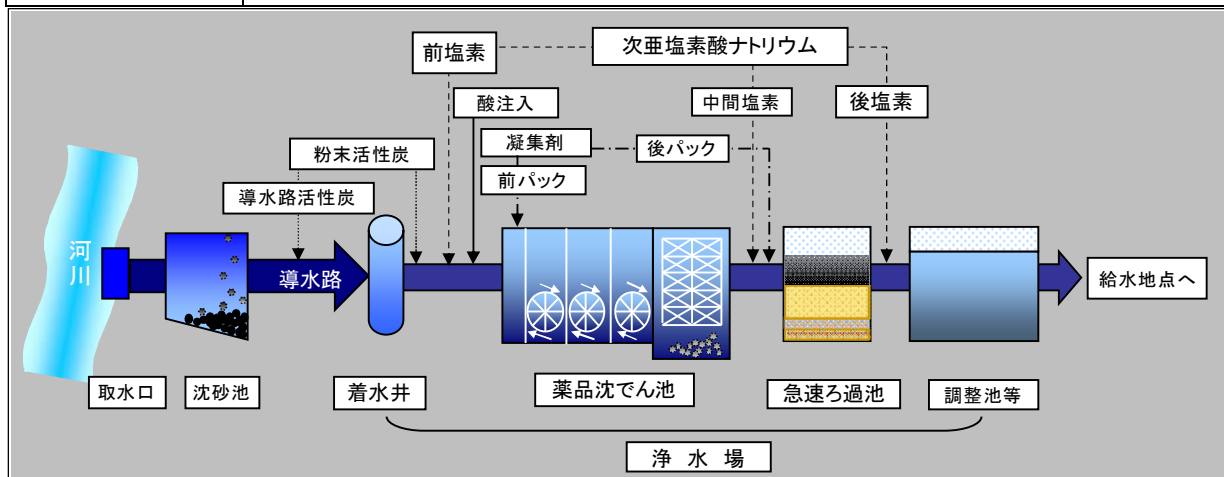 次亜塩素酸ナトリウム
前塩素
酸注入
中間塩素
後塩素
凝集剤
後パック
粉末活性炭
前パック
導水路活性炭
河川
導水路
給水地点へ
取水口
沈砂池
着水井
薬品沈でん池
急速ろ過池
調整池等
浄 水 場